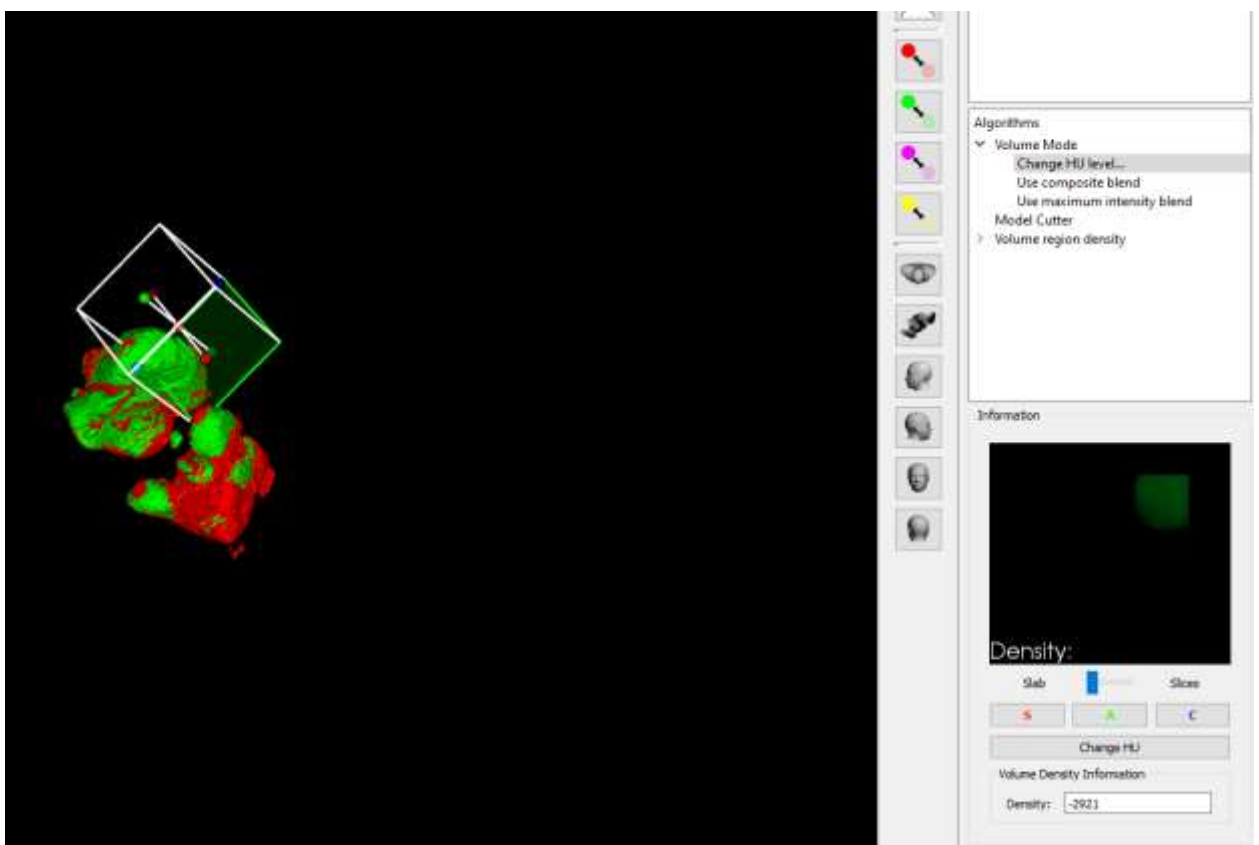 Algorithms
Volume Mode
Change HU level...
Use composite blend
Use maximum intensity blend
Model Cutter
Volume region density
Information
Density:
Slab Slices
S A C
Change HU
Volume Density Information
Density: -2921